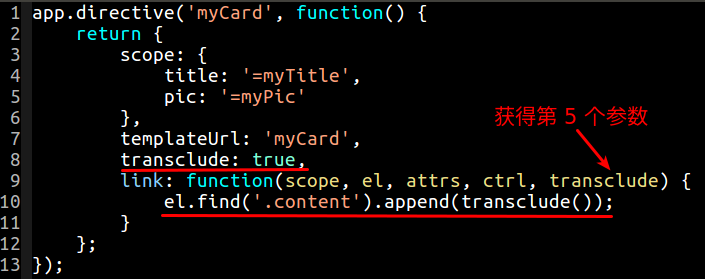 1 app.directive('myCard', function() {
2     return {
3         scope: {
4             title: '=myTitle',
5             pic: '=myPic'
6         },
获得第 5 个参数
7         templateUrl: 'myCard',
8         transclude: true,
9         link: function(scope, el, attrs, ctrl, transclude) {
10             el.find('.content').append(transclude());
11         }
12     };
13 });